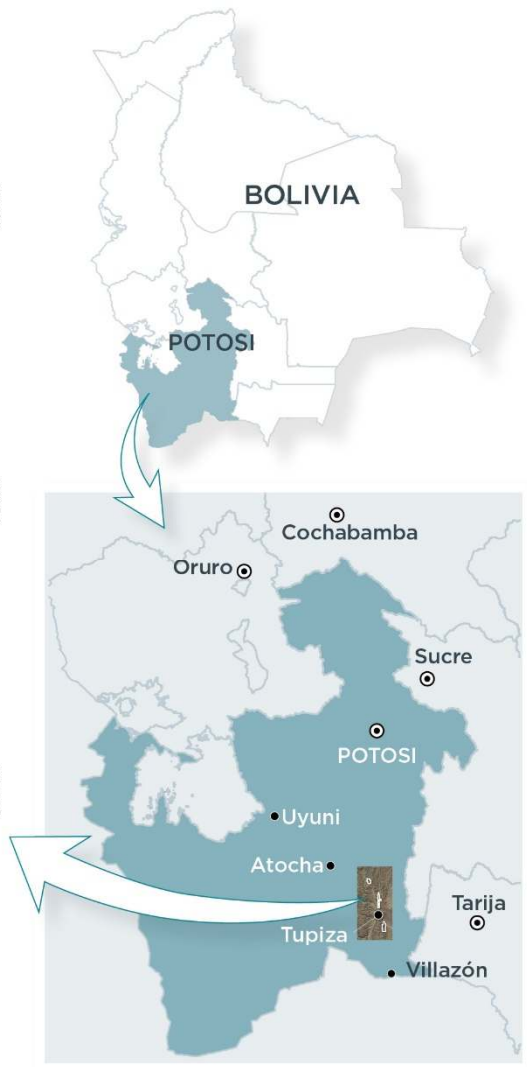 BOLIVIA
POTOSI
Cochabamba
Oruro
Sucre
POTOSI
Uyuni
Atocha
Tarija
Tupiza
Villazón